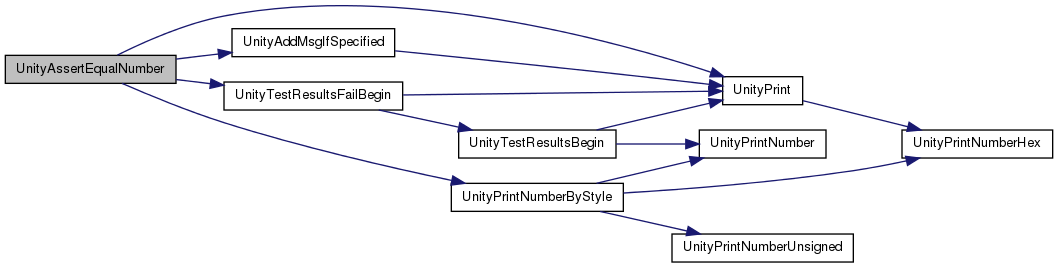 UnityAssertEqualNumber
UnityAddMsgIfSpecified
UnityTestResultsFailBegin
UnityPrint
UnityTestResultsBegin
UnityPrintNumber
UnityPrintNumberHex
UnityPrintNumberByStyle
UnityPrintNumberUnsigned